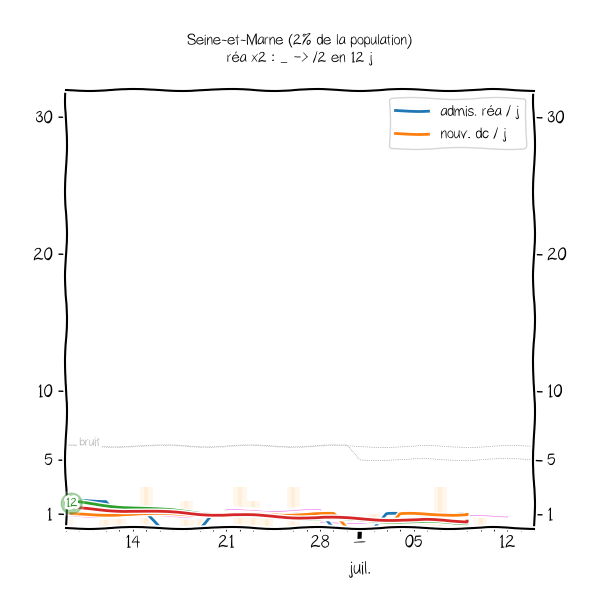 Seine-et-Marne (2% de la population)
réa x2 : _ -> /2 en 12 j
admis. réa / j
nouv. dc / j
30
30
20
20
10
10
bruit
5
5
12
1
1
14
21
28
1
05
12
juil.